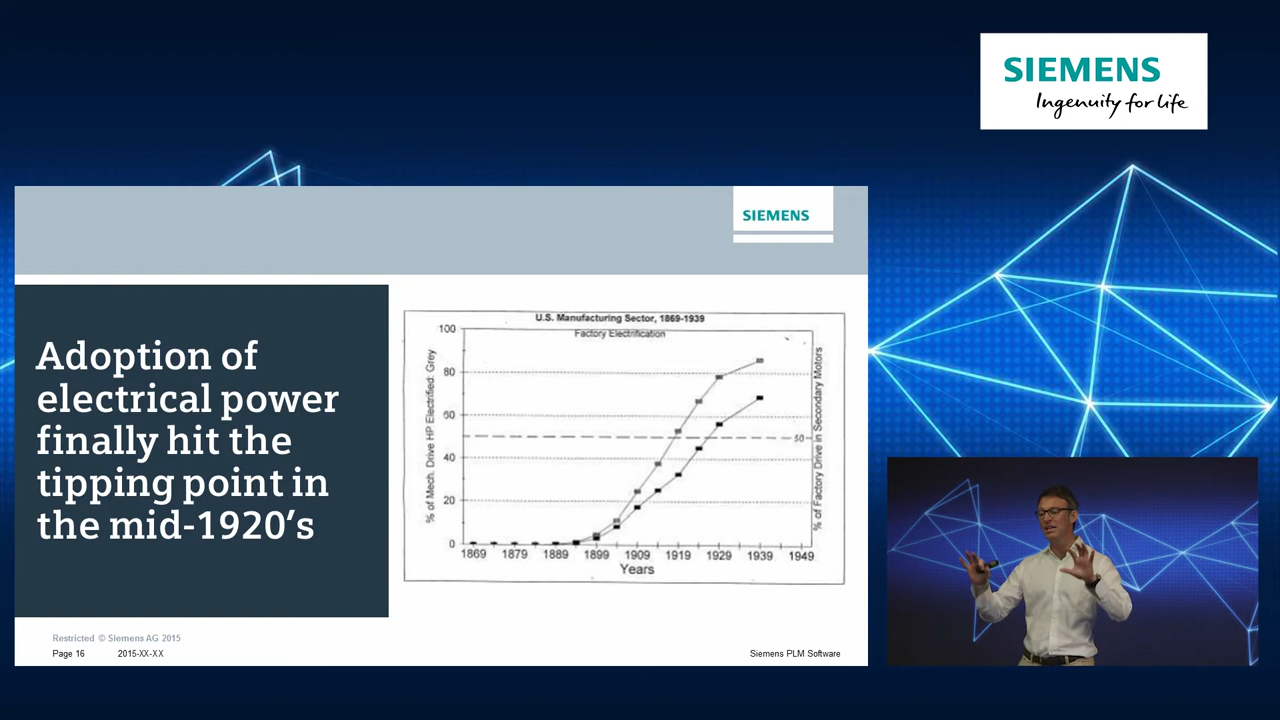 SIEMENS
Ingenuity for life
SIEMENS
Adoption of
electrical power
finally hit the
tipping point in
the mid-1920's
U.S. Manufacturing Sector, 1869-1939
Factory Electrification
% of Mech. Drive HP Electrified: Grey
100
80
60
40
20
0
50
% of Factory Drive in Secondary Motors
1869 1879 1889 1899 1909 1919 1929 1939 1949
Years
Restricted © Siemens AG 2015
Page 16 2015-XX-XX
Siemens PLM Software